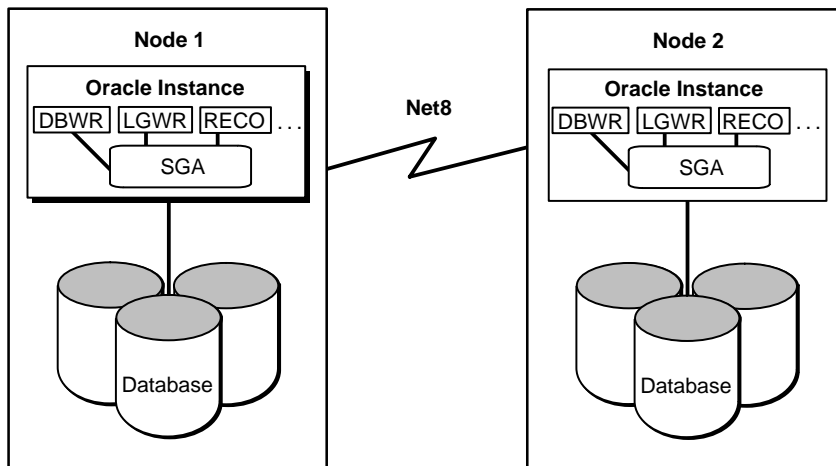 Node 1
Oracle Instance
DBWR LGWR RECO ...
SGA
Database
Net8
Node 2
Oracle Instance
DBWR LGWR RECO ...
SGA
Database